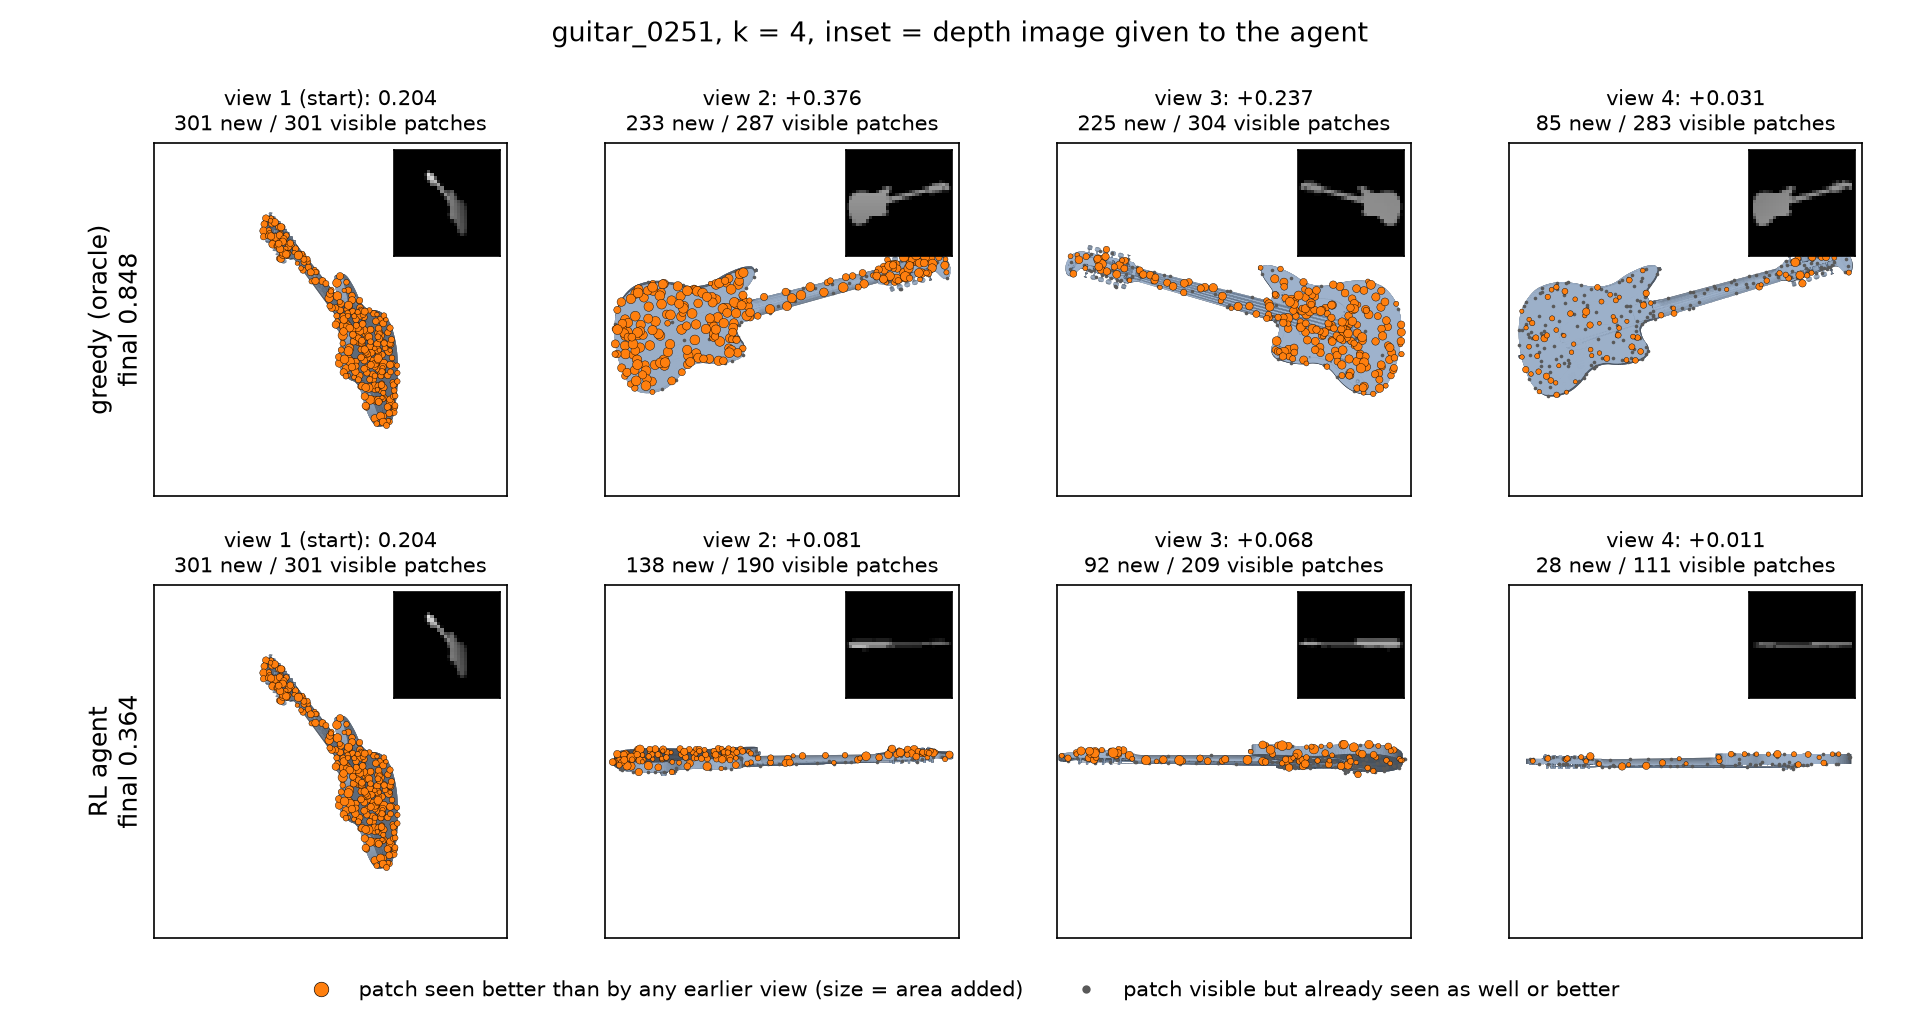 guitar_0251, k = 4, inset = depth image given to the agent
view 1 (start): 0.204
301 new / 301 visible patches
view 2: +0.376
233 new / 287 visible patches
view 3: +0.237
225 new / 304 visible patches
view 4: +0.031
85 new / 283 visible patches
greedy (oracle)
final 0.848
view 1 (start): 0.204
301 new / 301 visible patches
view 2: +0.081
138 new / 190 visible patches
view 3: +0.068
92 new / 209 visible patches
view 4: +0.011
28 new / 111 visible patches
RL agent
final 0.364
patch seen better than by any earlier view (size = area added)
patch visible but already seen as well or better